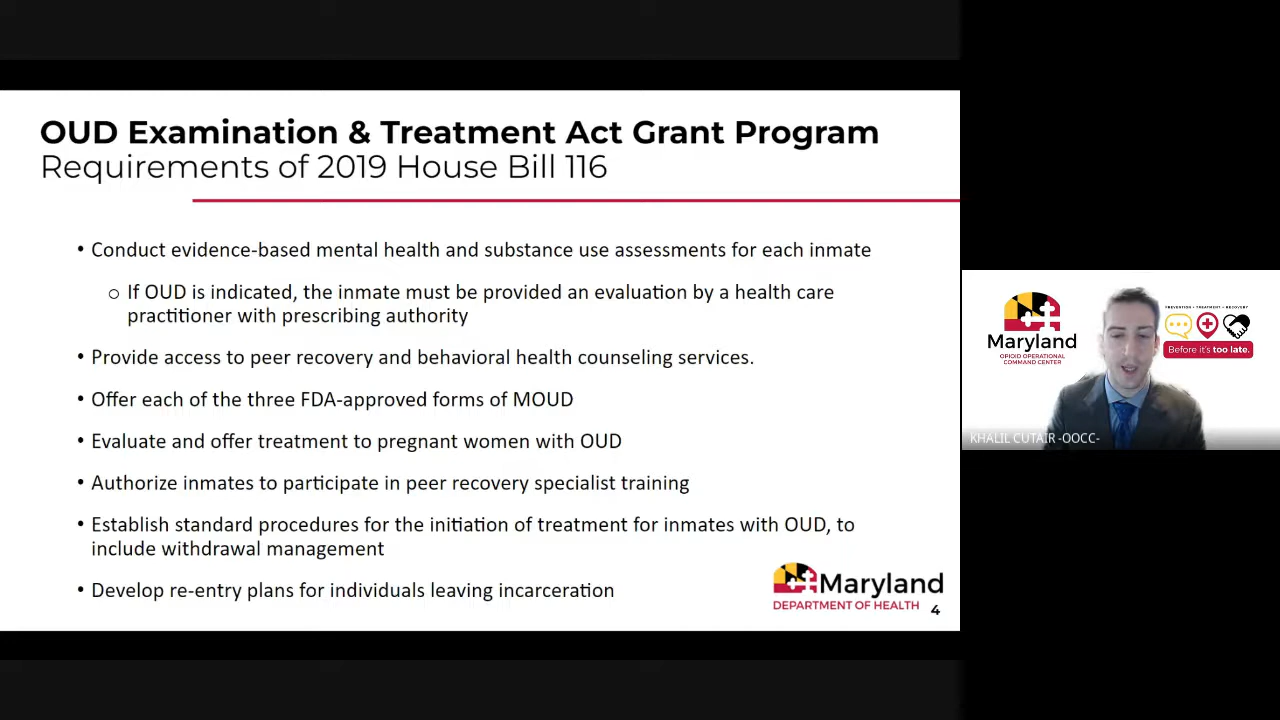 OUD Examination & Treatment Act Grant Program
Requirements of 2019 House Bill 116
• Conduct evidence-based mental health and substance use assessments for each inmate
o If OUD is indicated, the inmate must be provided an evaluation by a health care
practitioner with prescribing authority
• Provide access to peer recovery and behavioral health counseling services.
• Offer each of the three FDA-approved forms of MOUD
• Evaluate and offer treatment to pregnant women with OUD
• Authorize inmates to participate in peer recovery specialist training
• Establish standard procedures for the initiation of treatment for inmates with OUD, to
include withdrawal management
• Develop re-entry plans for individuals leaving incarceration
Maryland
DEPARTMENT OF HEALTH
4
Maryland
OPIOID OPERATIONAL
COMMAND CENTER
PREVENTION • TREATMENT • RECOVERY
Before it's too late.
KHALIL CUTAIR -OOCC-